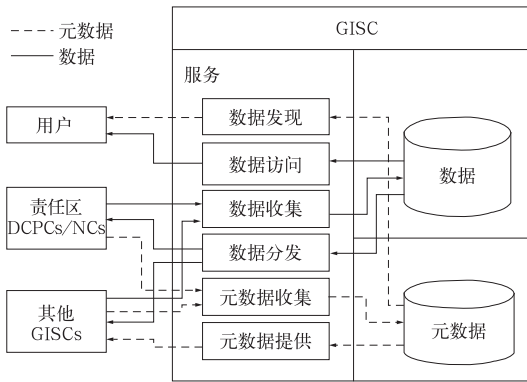 元数据
数据
GISC
服务
用户
责任区
DCPCs/NCs
其他
GISCs
数据发现
数据访问
数据收集
数据分发
元数据收集
元数据提供
数据
元数据